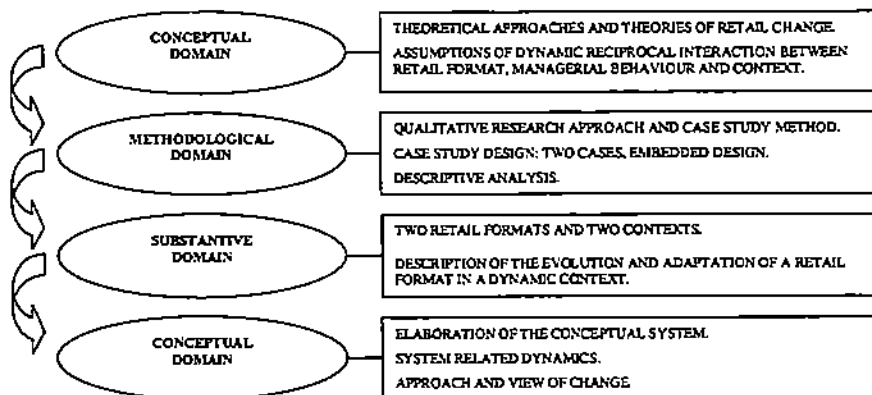 CONCEPTUAL
DOMAIN
THEORETICAL APPROACHES AND THEORIES OF RETAIL CHANGE.
ASSUMPTIONS OF DYNAMIC RECIPROCAL INTERACTION BETWEEN
RETAIL FORMAT, MANAGERIAL BEHAVIOUR AND CONTEXT.
METHODOLOGICAL
DOMAIN
QUALITATIVE RESEARCH APPROACH AND CASE STUDY METHOD.
CASE STUDY DESIGN: TWO CASES, EMBEDDED DESIGN.
DESCRIPTIVE ANALYSIS.
SUBSTANTIVE
DOMAIN
TWO RETAIL FORMATS AND TWO CONTEXTS.
DESCRIPTION OF THE EVOLUTION AND ADAPTATION OF A RETAIL
FORMAT IN A DYNAMIC CONTEXT.
CONCEPTUAL
DOMAIN
ELABORATION OF THE CONCEPTUAL SYSTEM.
SYSTEM RELATED DYNAMICS.
APPROACH AND VIEW OF CHANGE